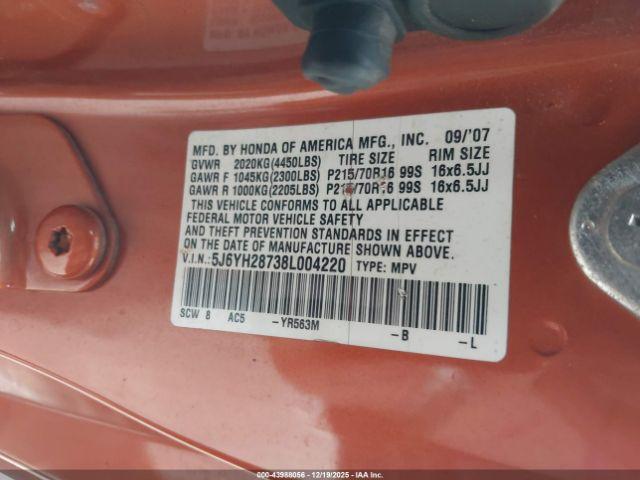 MFD. BY HONDA OF AMERICA MFG., INC. 09/'07
GVWR 2020KG(4450LBS) TIRE SIZE RIM SIZE
GAWR F 1045KG(2300LBS) P215/70R16 99S 16x6.5JJ
GAWR R 1000KG(2205LBS) P215/70R16 99S 16x6.5JJ
THIS VEHICLE CONFORMS TO ALL APPLICABLE
FEDERAL MOTOR VEHICLE SAFETY
AND THEFT PREVENTION STANDARDS IN EFFECT
ON THE DATE OF MANUFACTURE SHOWN ABOVE.
V.I.N.: 5J6YH28738L004220 TYPE: MPV
SCW 8 AC5 -YR563M -B -L
000-43988056 - 12/19/2025 - IAA Inc.